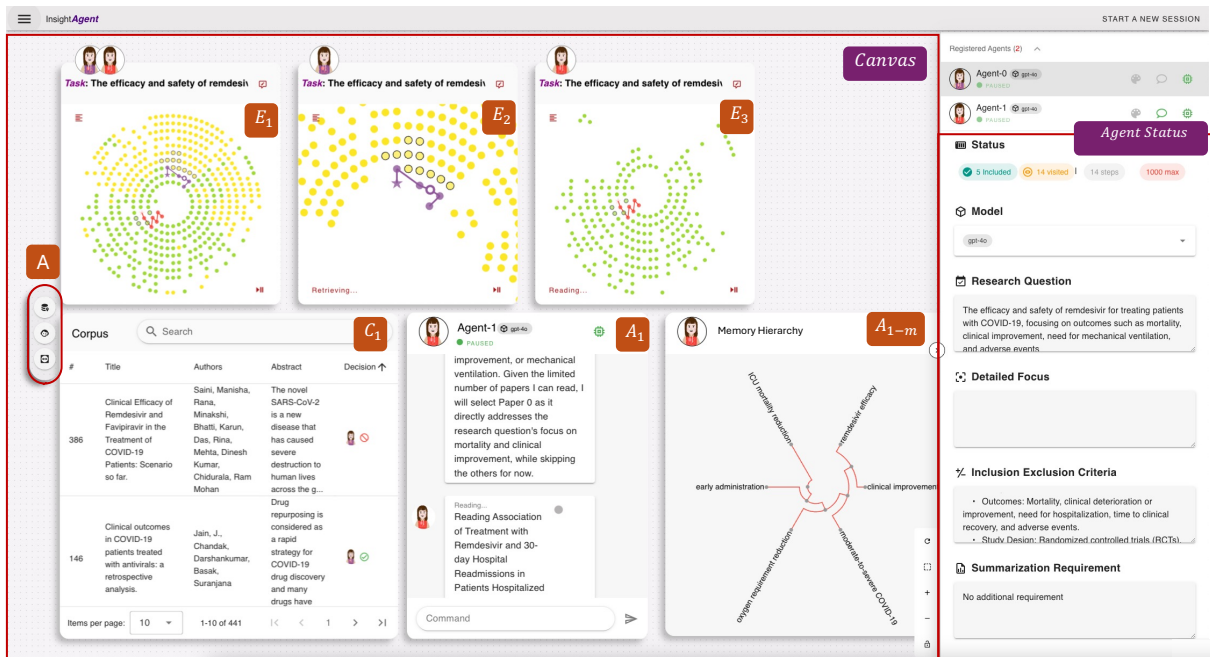 InsightAgent
START A NEW SESSION
Canvas
Task: The efficacy and safety of remdesiv
E1
Task: The efficacy and safety of remdesiv
E2
Retrieving...
Task: The efficacy and safety of remdesiv
E3
Reading...
A
Corpus
Search
C1
#
Title
Authors
Abstract
Decision
386
Clinical Efficacy of
Remdesivir and
Favipiravir in the
Treatment of
COVID-19
Patients: Scenario
so far.
Saini, Manisha,
Rana,
Minakshi,
Bhatti, Karun,
Das, Rina,
Mehta, Dinesh
Kumar,
Chidurala, Ram
Mohan
The novel
SARS-CoV-2
is a new
disease that
has caused
severe
destruction to
human lives
across the g...
146
Clinical outcomes
in COVID-19
patients treated
with antivirals: a
retrospective
analysis.
Jain, J.,
Chandak,
Darshankumar,
Basak,
Suranjana
Drug
repurposing is
considered as
a rapid
strategy for
COVID-19
drug discovery
and many
drugs have
Items per page:
10
1-10 of 441
1
Agent-1
gpt-4o
PAUSED
A1
improvement, or mechanical
ventilation. Given the limited
number of papers I can read, I
will select Paper 0 as it
directly addresses the
research question's focus on
mortality and clinical
improvement, while skipping
the others for now.
Reading...
Reading Association
of Treatment with
Remdesivir and 30-
day Hospital
Readmissions in
Patients Hospitalized
Command
Memory Hierarchy
A1−m
ICU mortality reduction
remdesivir efficacy
early administration
clinical improvement
oxygen requirement reduction
moderate-to-severe COVID-19
Registered Agents (2)
Agent-0
gpt-4o
PAUSED
Agent-1
gpt-4o
PAUSED
Agent Status
Status
5 Included
14 visited
14 steps
1000 max
Model
gpt-4o
Research Question
The efficacy and safety of remdesivir for treating patients
with COVID-19, focusing on outcomes such as mortality,
clinical improvement, need for mechanical ventilation,
and adverse events
Detailed Focus
Inclusion Exclusion Criteria
• Outcomes: Mortality, clinical deterioration or
improvement, need for hospitalization, time to clinical
recovery, and adverse events.
• Study Design: Randomized controlled trials (RCTs),
Summarization Requirement
No additional requirement